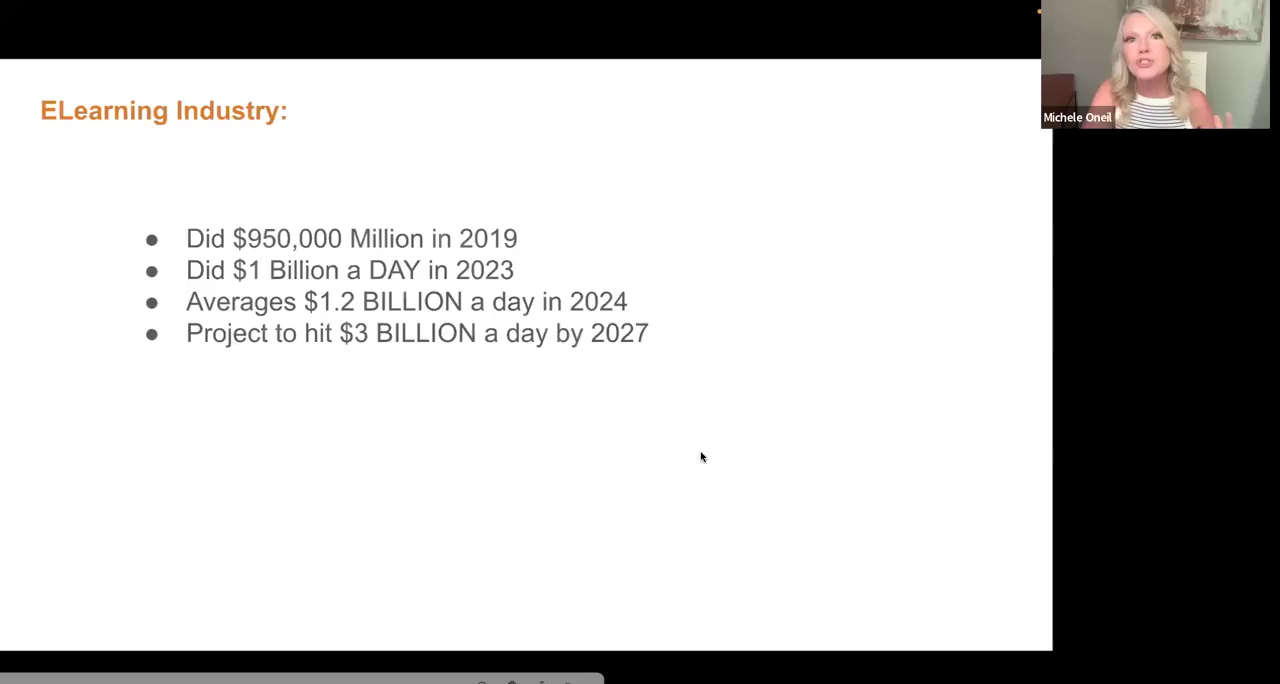 ELearning Industry:
● Did $950,000 Million in 2019
● Did $1 Billion a DAY in 2023
● Averages $1.2 BILLION a day in 2024
● Project to hit $3 BILLION a day by 2027
Michele Oneil